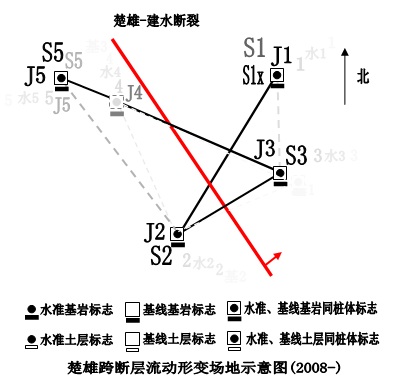 楚雄-建水断裂
S5
S5
J5
J5
水5
5
水4
4
J4
S1
J1
S1x
1
水1
北
J3
S3
3
水3
J2
S2
2
水2
水准基岩标志
基线基岩标志
水准、基线基岩同桩体标志
水准土层标志
基线土层标志
水准、基线土层同桩体标志
楚雄跨断层流动形变场地示意图(2008-)